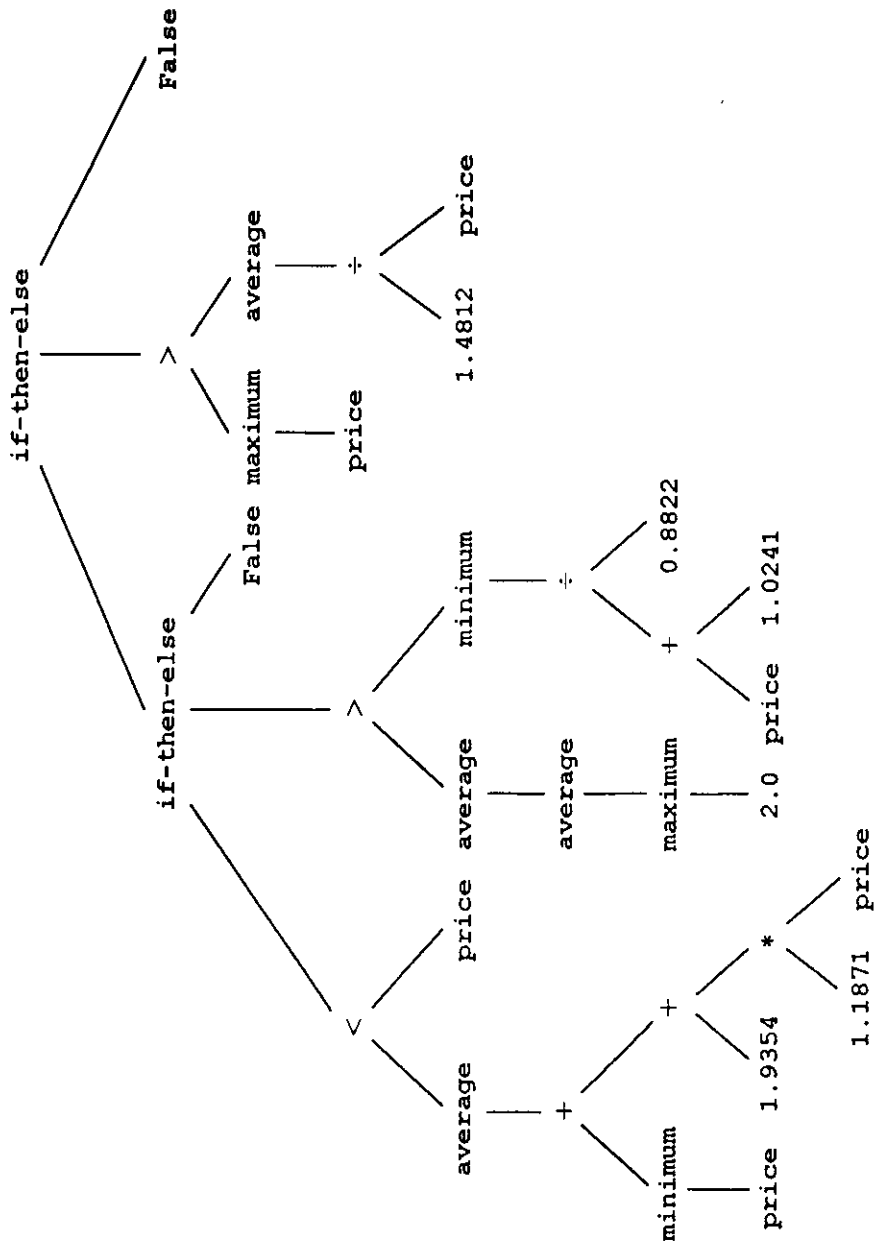 if-then-else
if-then-else > False
False maximum average
< > price ÷
average price average minimum 1.4812 price
+ average ÷
minimum + maximum + 0.8822
price 1.9354 * 2.0 price 1.0241
1.1871 price